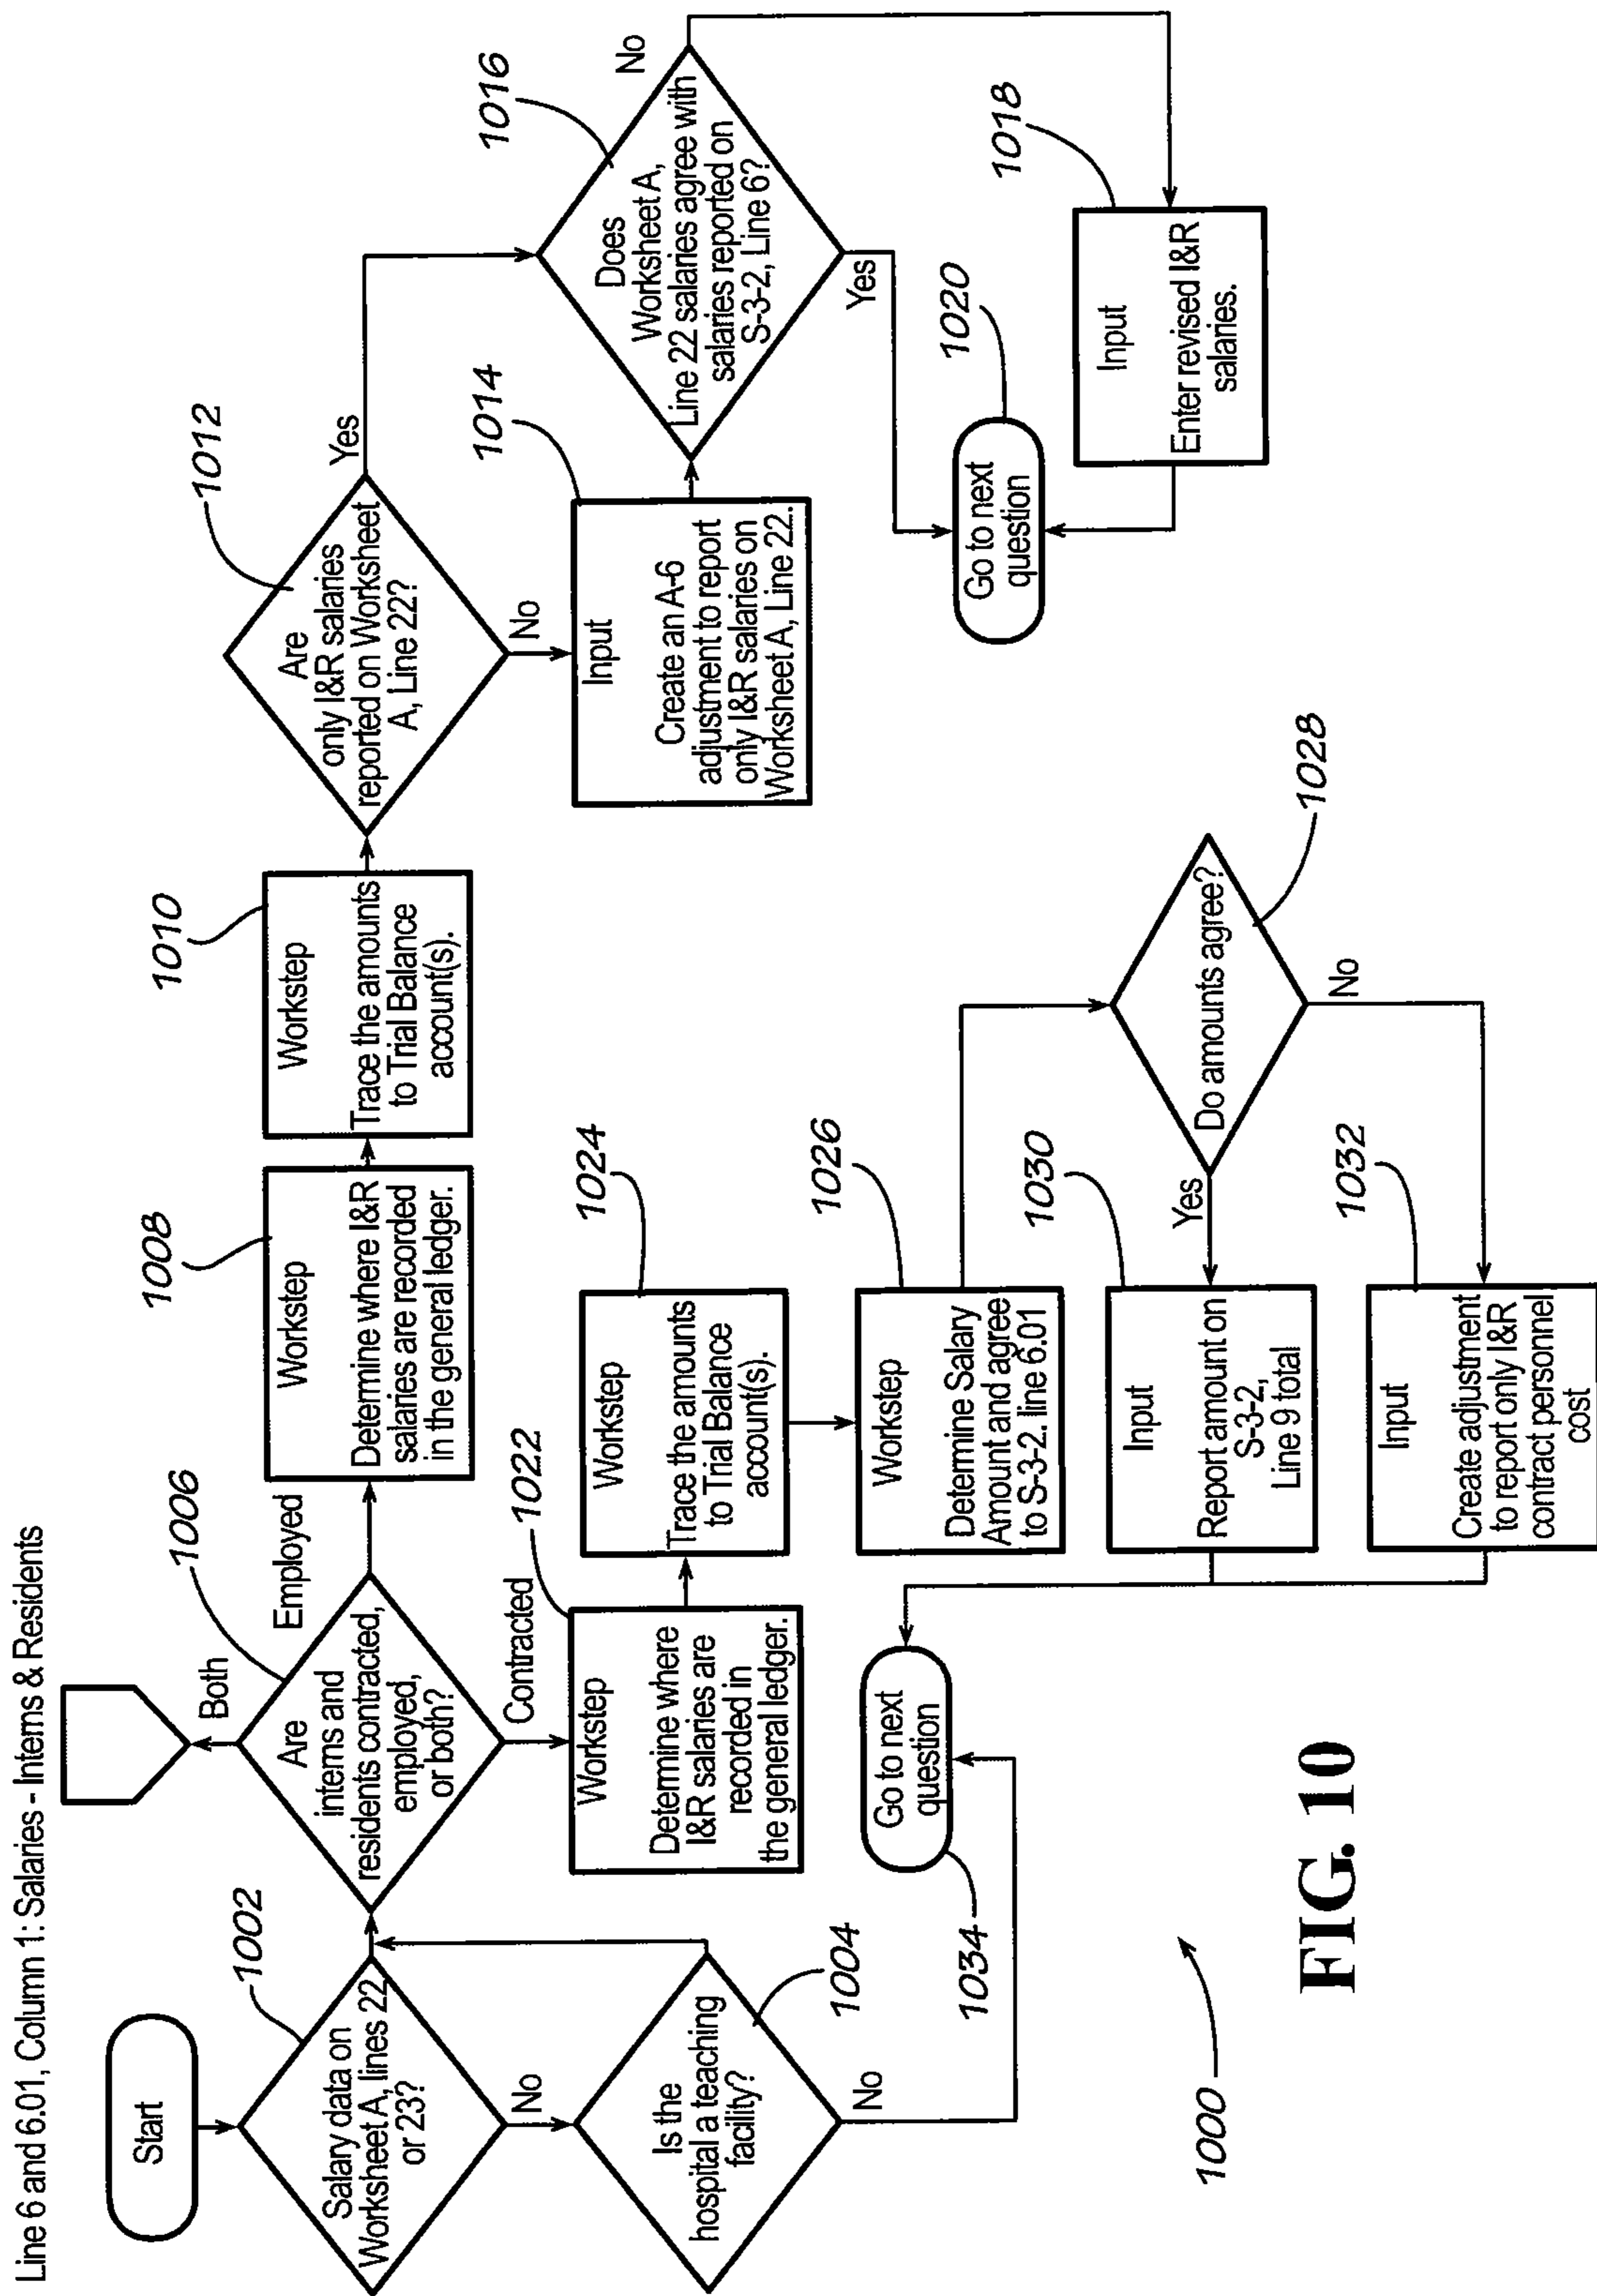 Line 6 and 6.01, Column 1: Salaries - Interns & Residents
Start
1002
Salary data on
Worksheet A, lines 22
or 23?
No
1004
Is the
hospital a teaching
facility?
No
1006
Are
interns and
residents contracted,
employed,
or both?
Both
Employed
Contracted
1008
Workstep
Determine where I&R
salaries are recorded
in the general ledger.
1010
Workstep
Trace the amounts
to Trial Balance
account(s).
1012
Are
only I&R salaries
reported on Worksheet
A, Line 22?
Yes
No
1014
Input
Create an A-6
adjustment to report
only I&R salaries on
Worksheet A, Line 22.
1016
Does
Worksheet A,
Line 22 salaries agree with
salaries reported on
S-3-2, Line 6?
No
Yes
1018
Input
Enter revised I&R
salaries.
1020
Go to next
question
1022
Workstep
Determine where
I&R salaries are
recorded in
the general ledger.
1024
Workstep
Trace the amounts
to Trial Balance
account(s).
1026
Workstep
Determine Salary
Amount and agree
to S-3-2. line 6.01
1028
Do amounts agree?
Yes
No
1030
Input
Report amount on
S-3-2,
Line 9 total
1032
Input
Create adjustment
to report only I&R
contract personnel
cost
Go to next
question
1034
1000
FIG. 10